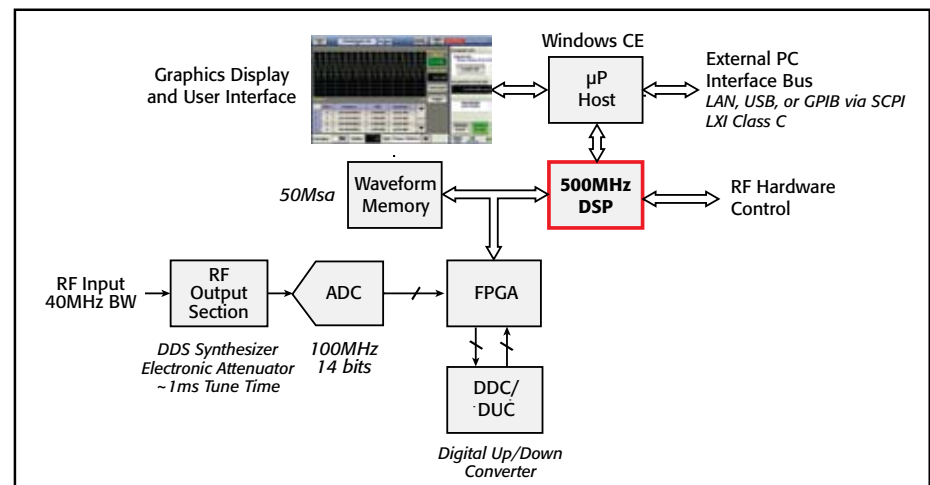 Windows CE
Graphics Display
and User Interface
µP
Host
External PC
Interface Bus
LAN, USB, or GPIB via SCPI
LXI Class C
50Msa
Waveform
Memory
500MHz
DSP
RF Hardware
Control
RF Input
40MHz BW
RF
Output
Section
ADC
FPGA
DDS Synthesizer
Electronic Attenuator
~1ms Tune Time
100MHz
14 bits
DDC/
DUC
Digital Up/Down
Converter